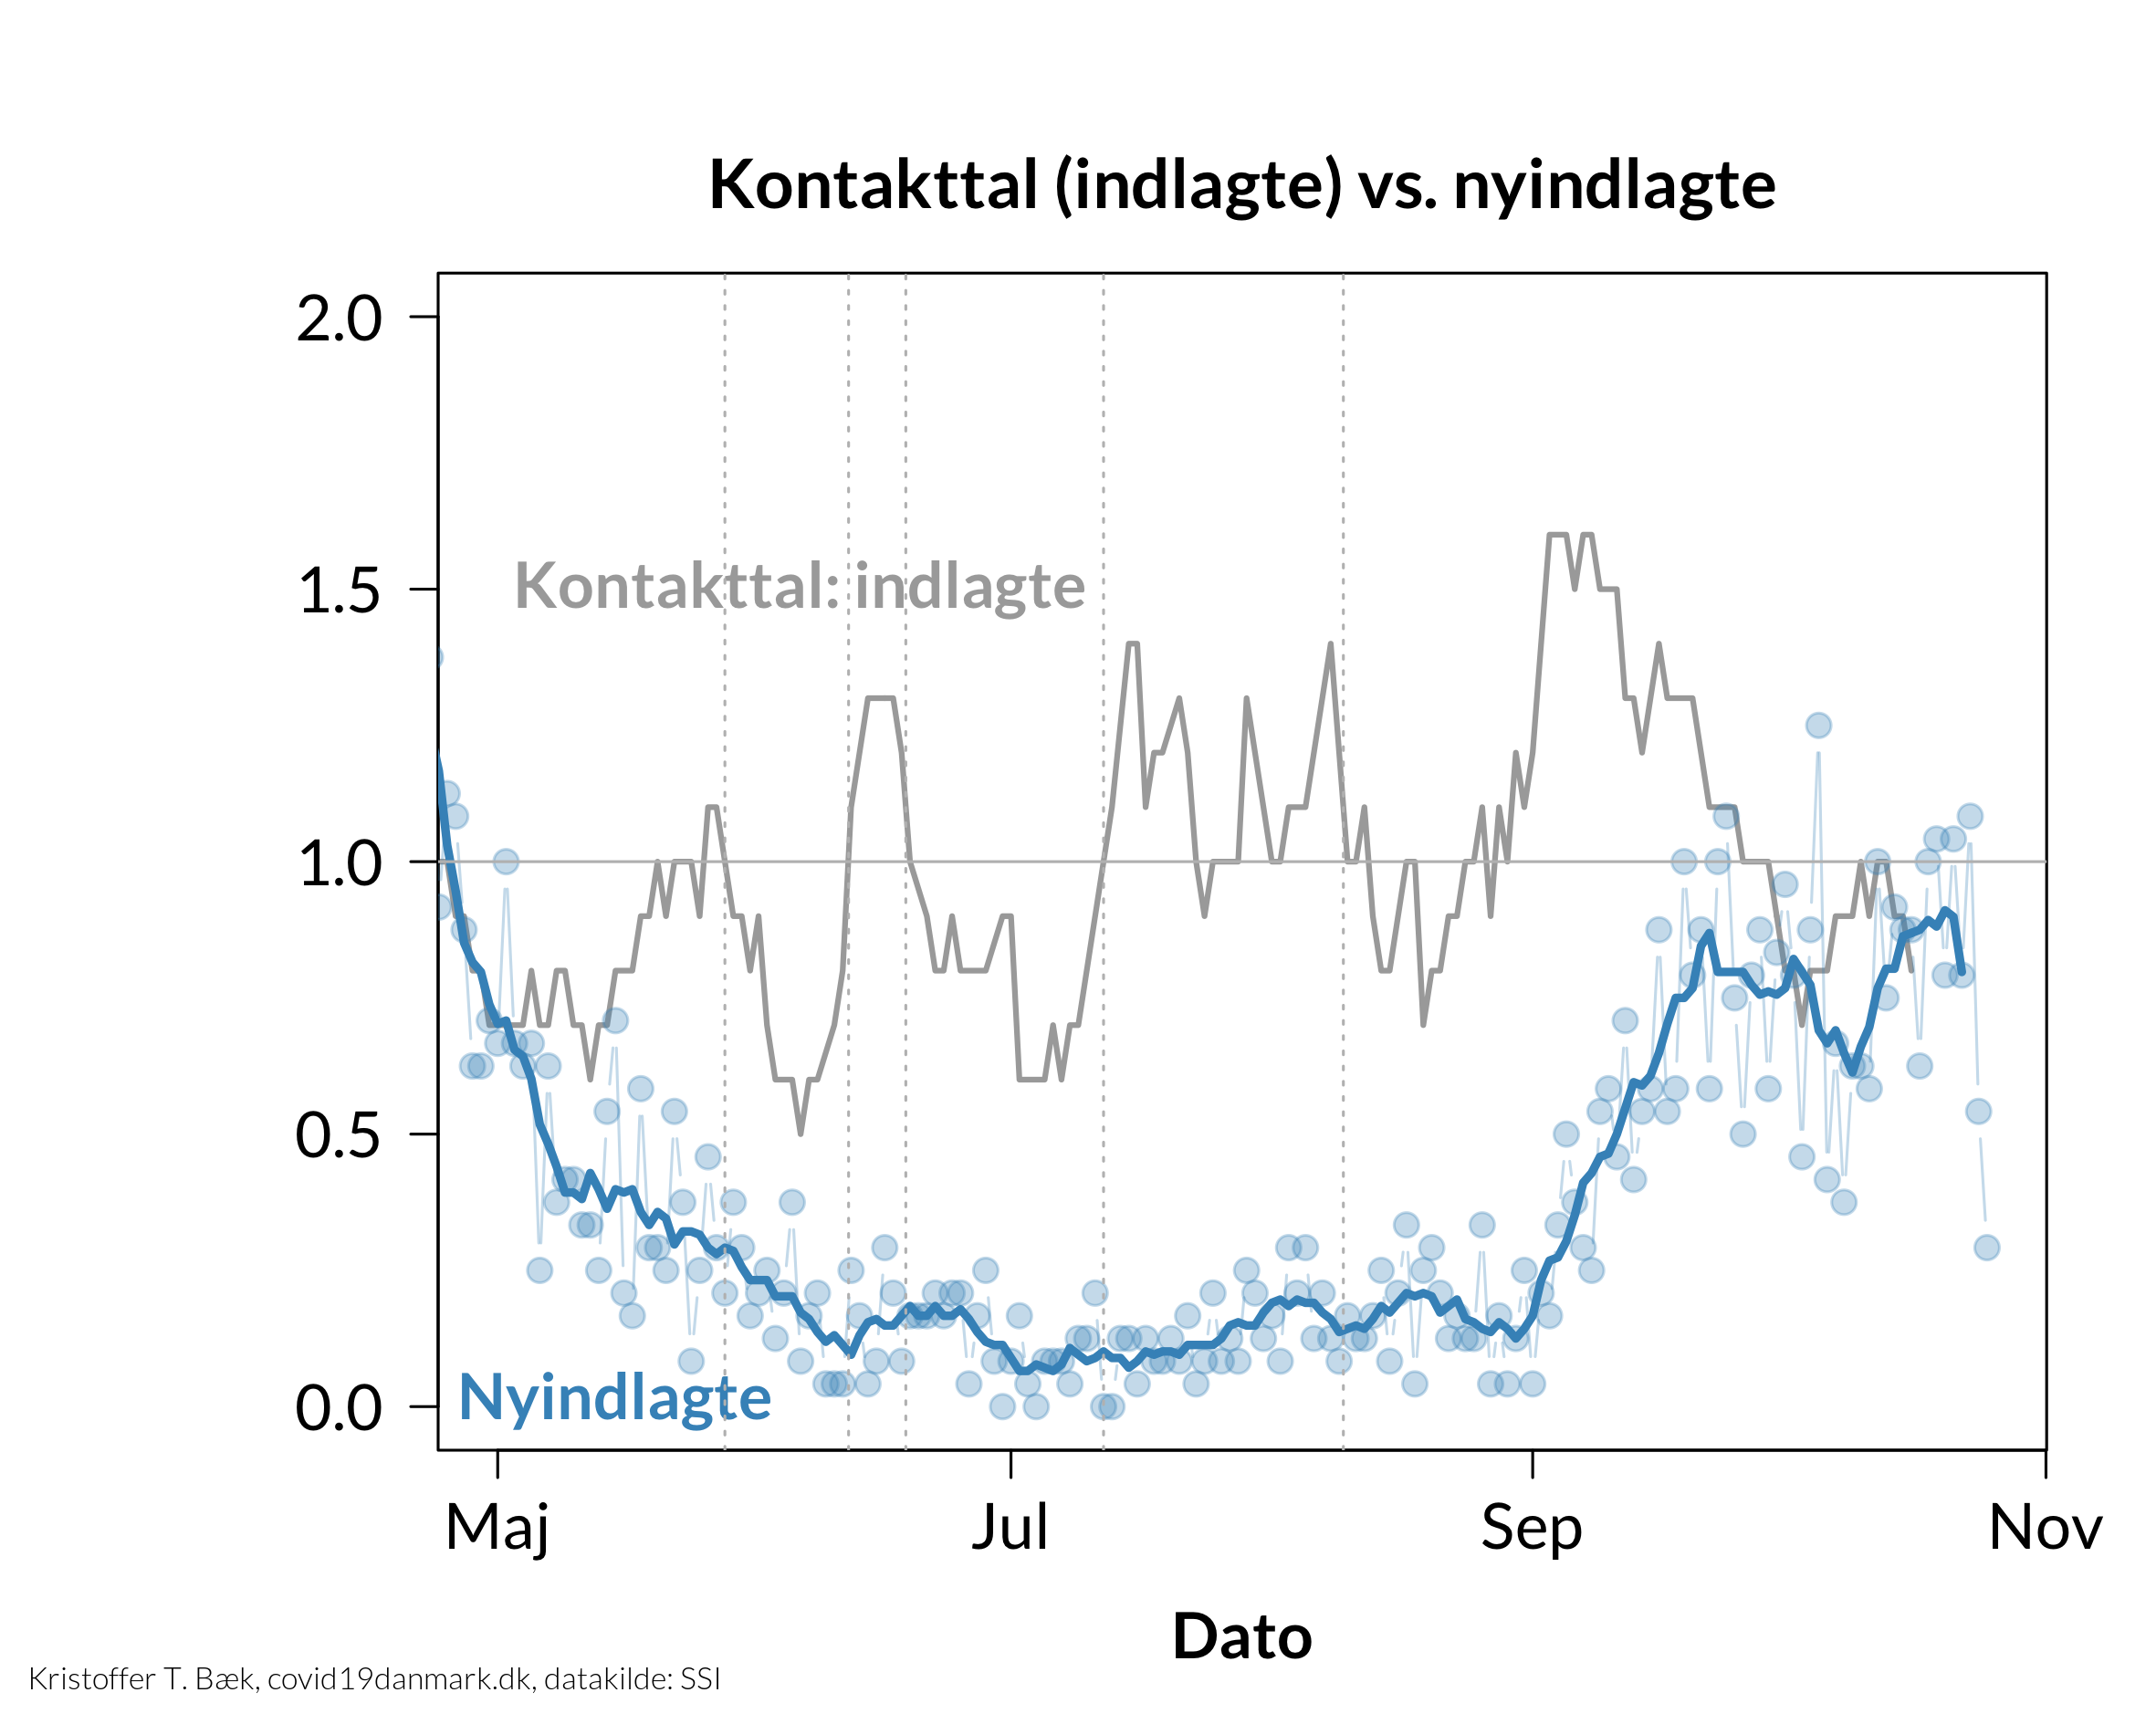 Kontakttal (indlagte) vs. nyindlagte
2.0
1.5
1.0
0.5
0.0
Kontakttal: indlagte
Nyindlagte
Maj Jul Sep Nov
Dato
Kristoffer T. Bæk, covid19danmark.dk, datakilde: SSI